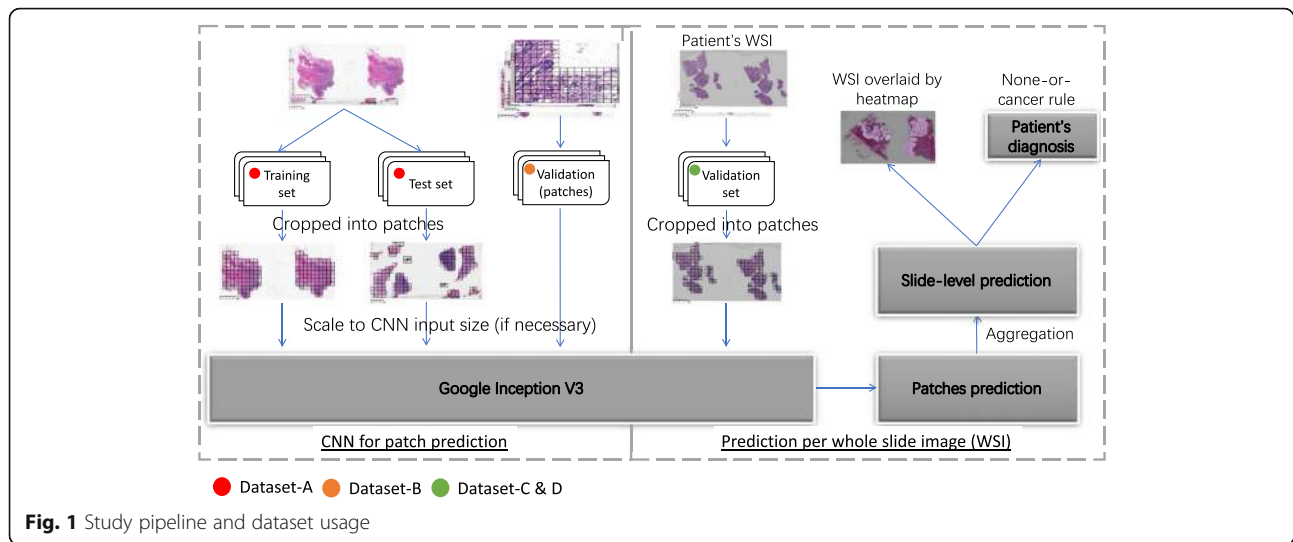 Patient's WSI
WSI overlaid by
heatmap
None-or-
cancer rule
Patient's
diagnosis
Training
set
Test set
Validation
(patches)
Validation
set
Cropped into patches
Cropped into patches
Slide-level prediction
Scale to CNN input size (if necessary)
Aggregation
Google Inception V3
Patches prediction
CNN for patch prediction
Prediction per whole slide image (WSI)
Dataset-A
Dataset-B
Dataset-C & D
Fig. 1 Study pipeline and dataset usage